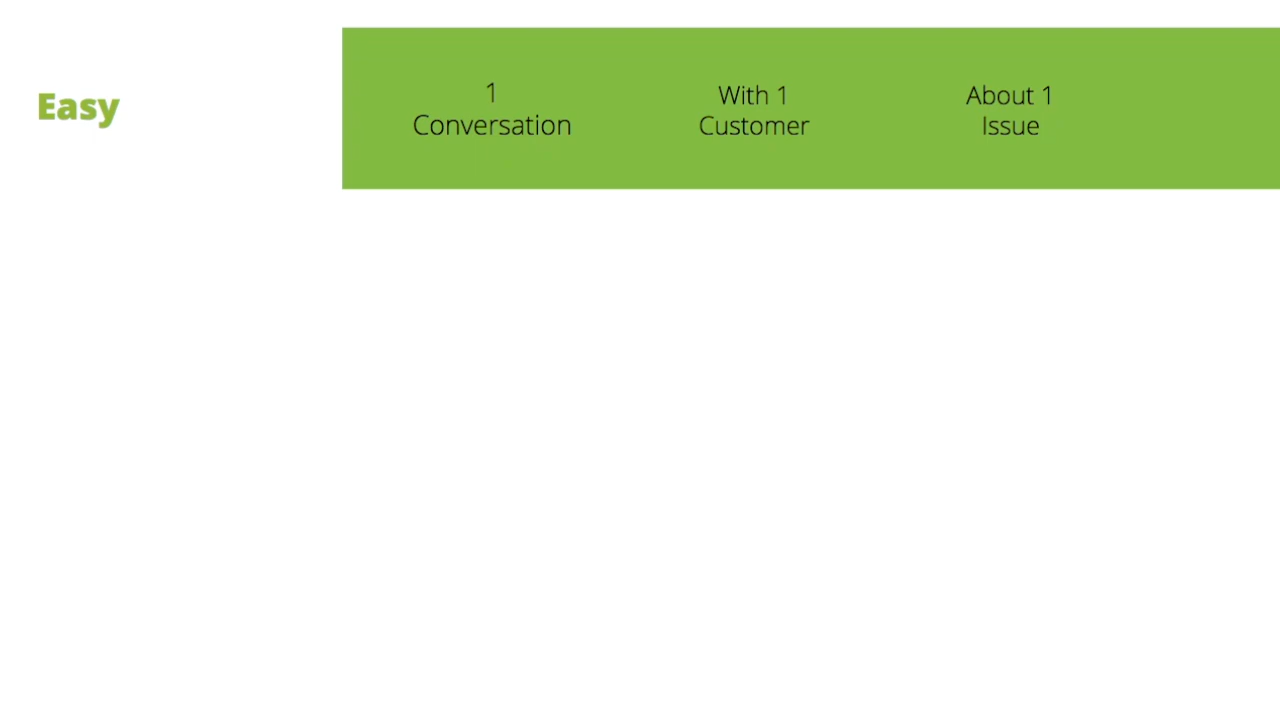 Easy
1
Conversation
With 1
Customer
About 1
Issue